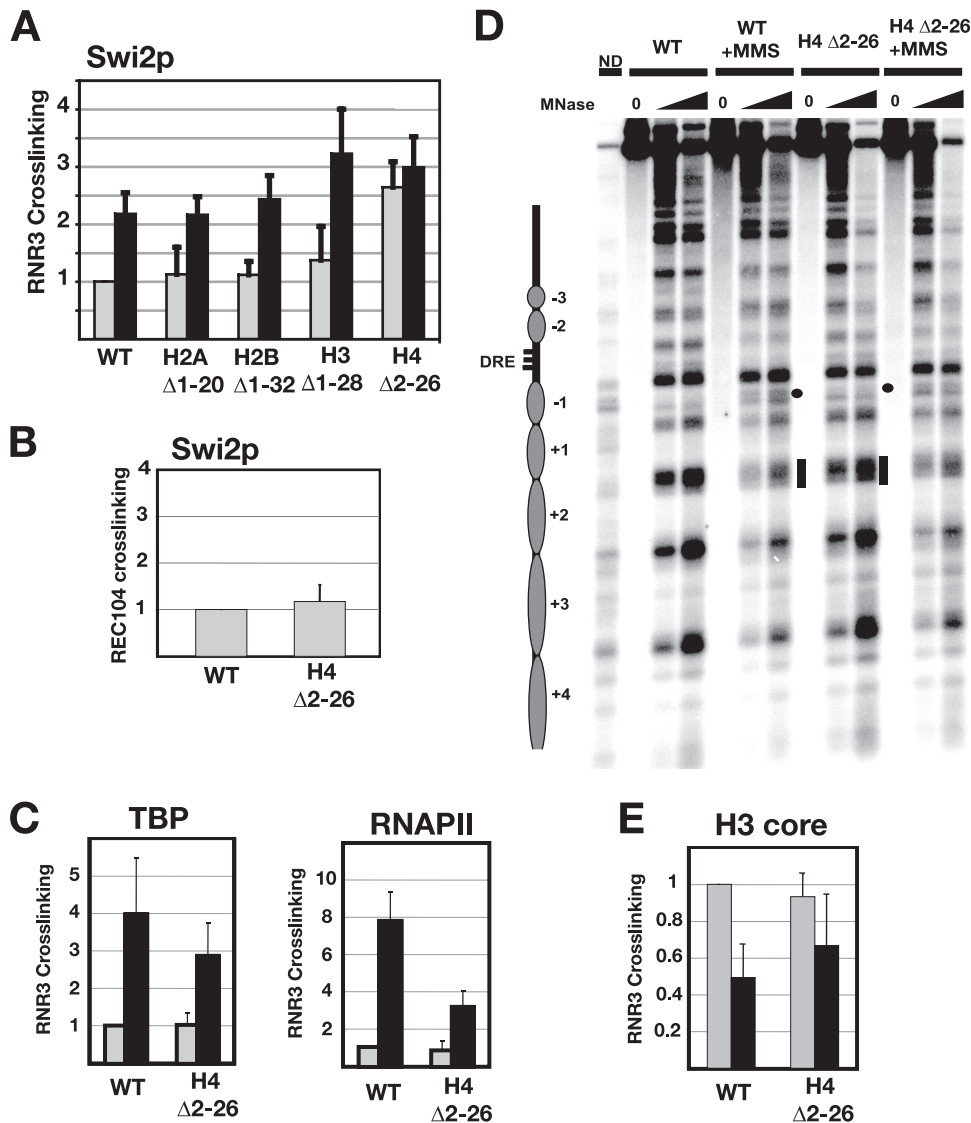 A
Swi2p
RNR3 Crosslinking
4
3
2
1
WT
H2A
Δ1-20
H2B
Δ1-32
H3
Δ1-28
H4
Δ2-26
B
Swi2p
REC104 crosslinking
4
3
2
1
WT
H4
Δ2-26
C
TBP
RNR3 Crosslinking
5
4
3
2
1
WT
H4
Δ2-26
RNAPII
RNR3 Crosslinking
10
8
6
4
2
WT
H4
Δ2-26
D
ND
WT
WT
+MMS
H4 Δ2-26
H4 Δ2-26
+MMS
MNase 0 0 0 0
-3
-2
DRE
-1
+1
+2
+3
+4
E
H3 core
RNR3 Crosslinking
1
0.8
0.6
0.4
0.2
WT
H4
Δ2-26